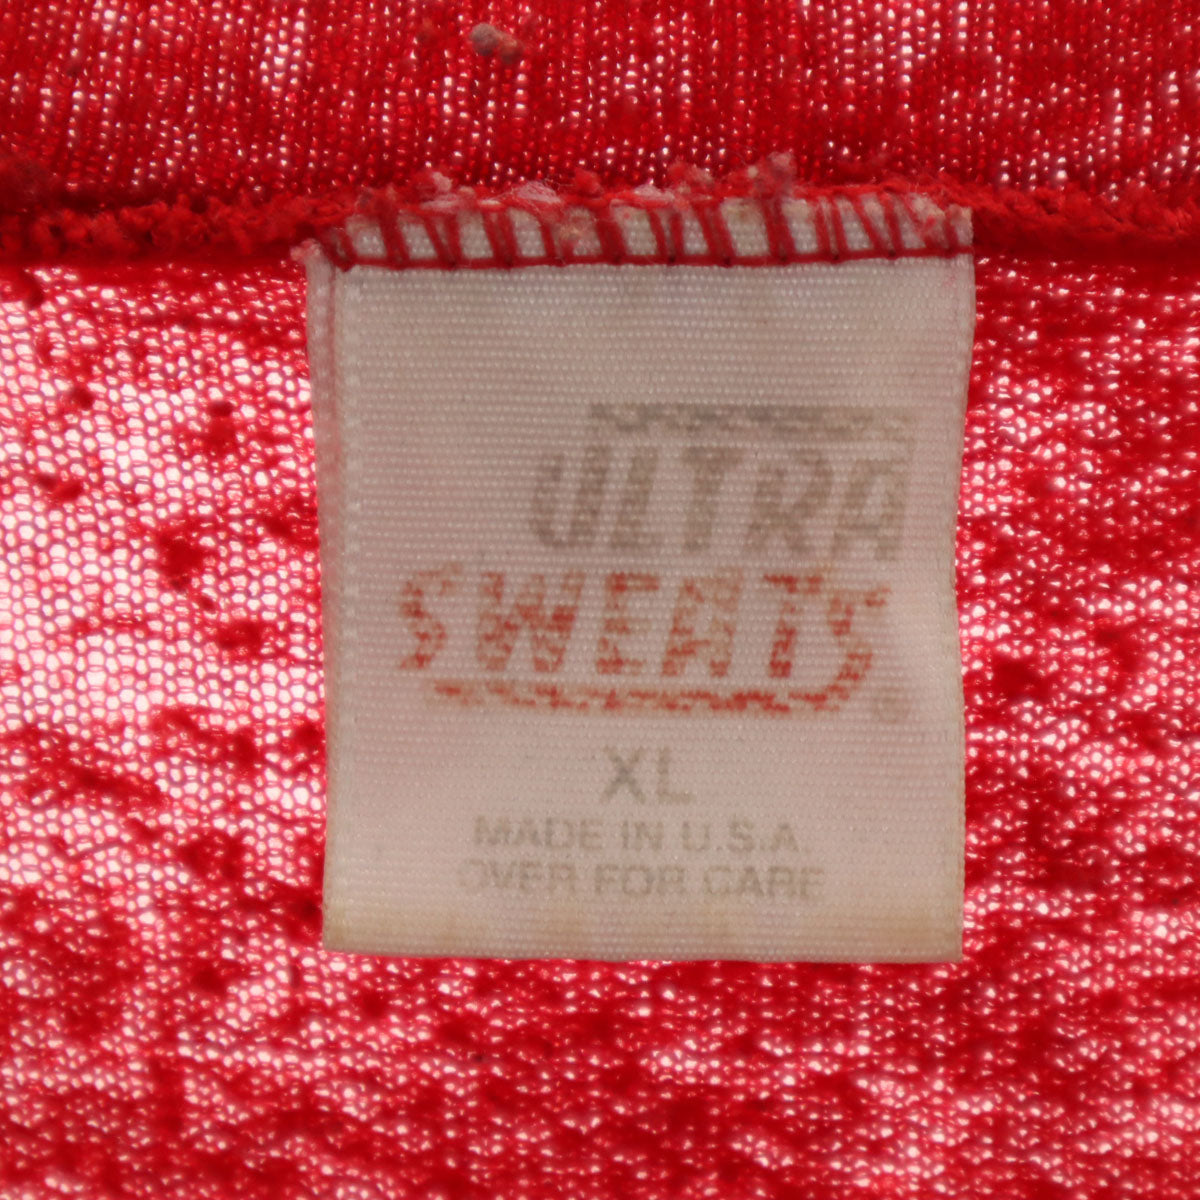 ULTRA
SWEATS®
XL
MADE IN U.S.A.
OVER FOR CARE